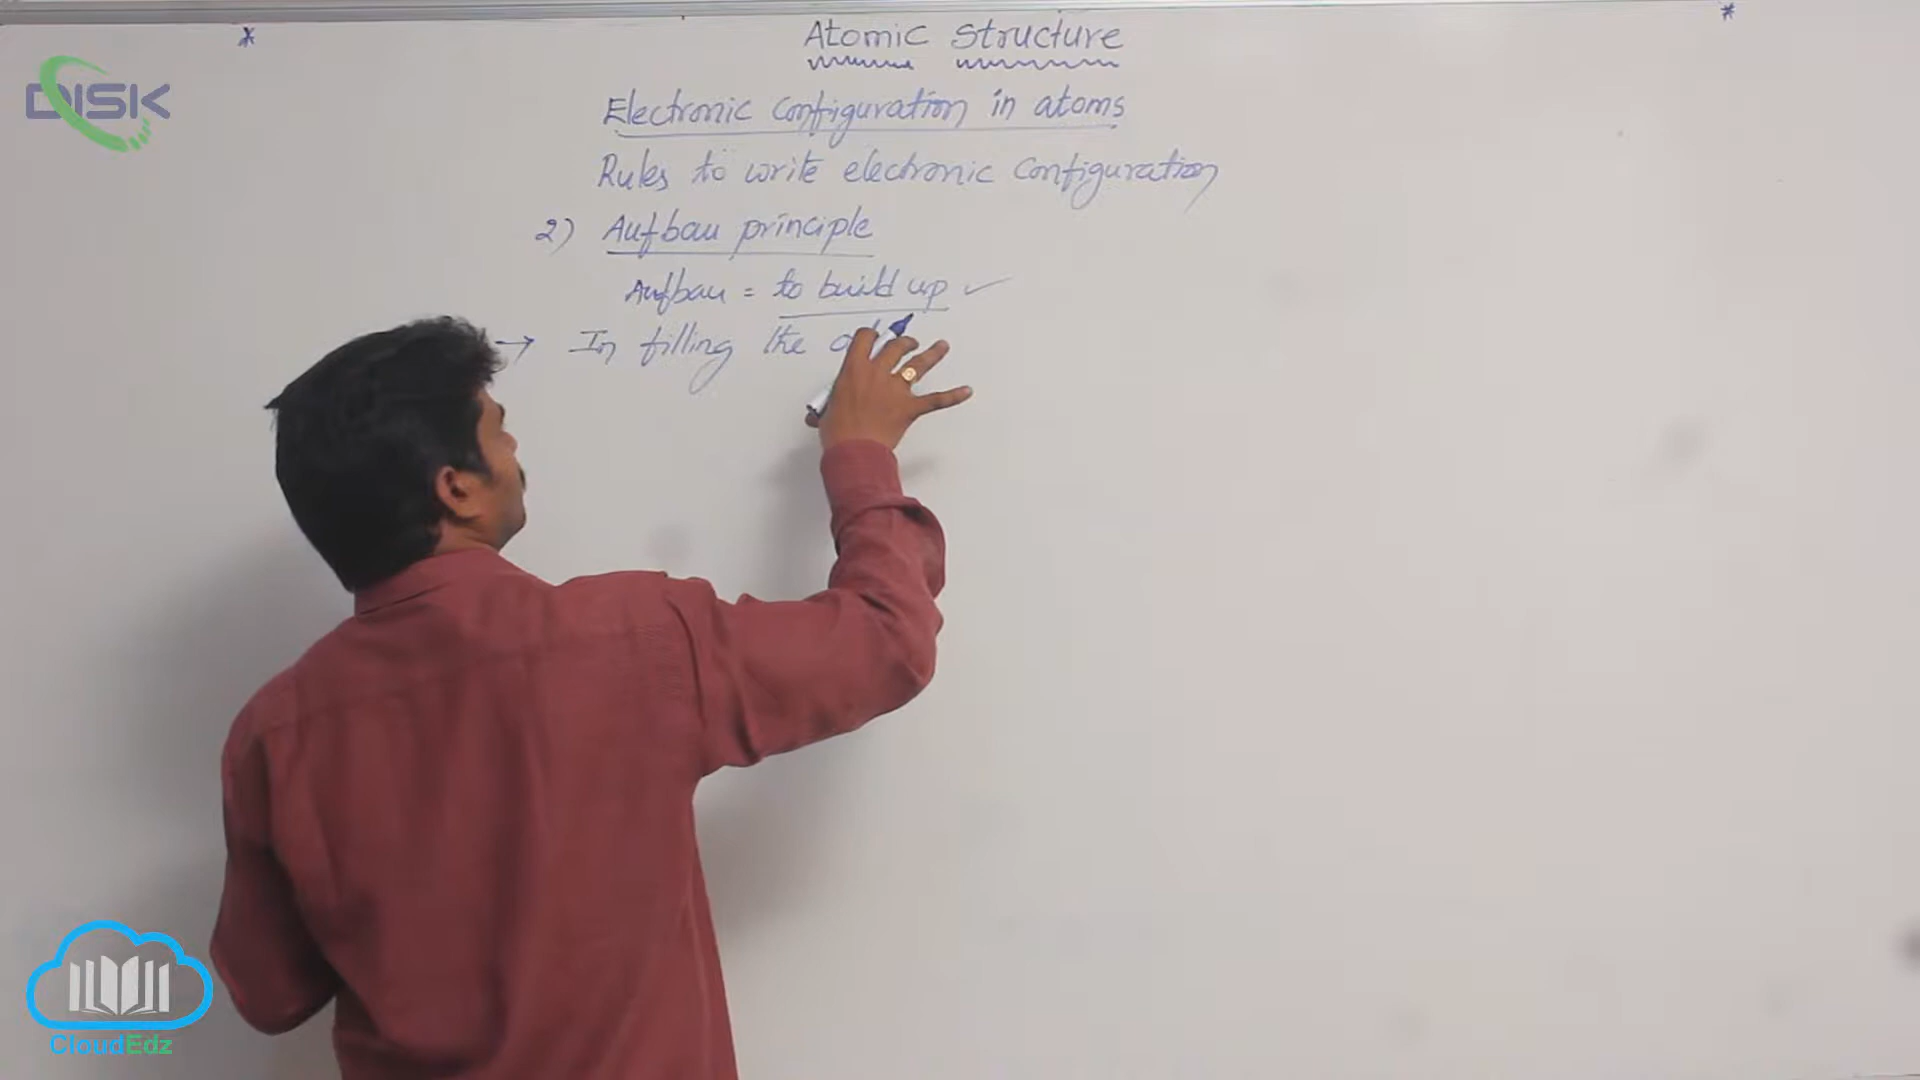 Atomic Structure
DISK
Electronic Configuration in atoms
Rules to write electronic Configuration
2) Aufbau principle
Aufbau = to build up ✓
→ In filling the
CloudEdz